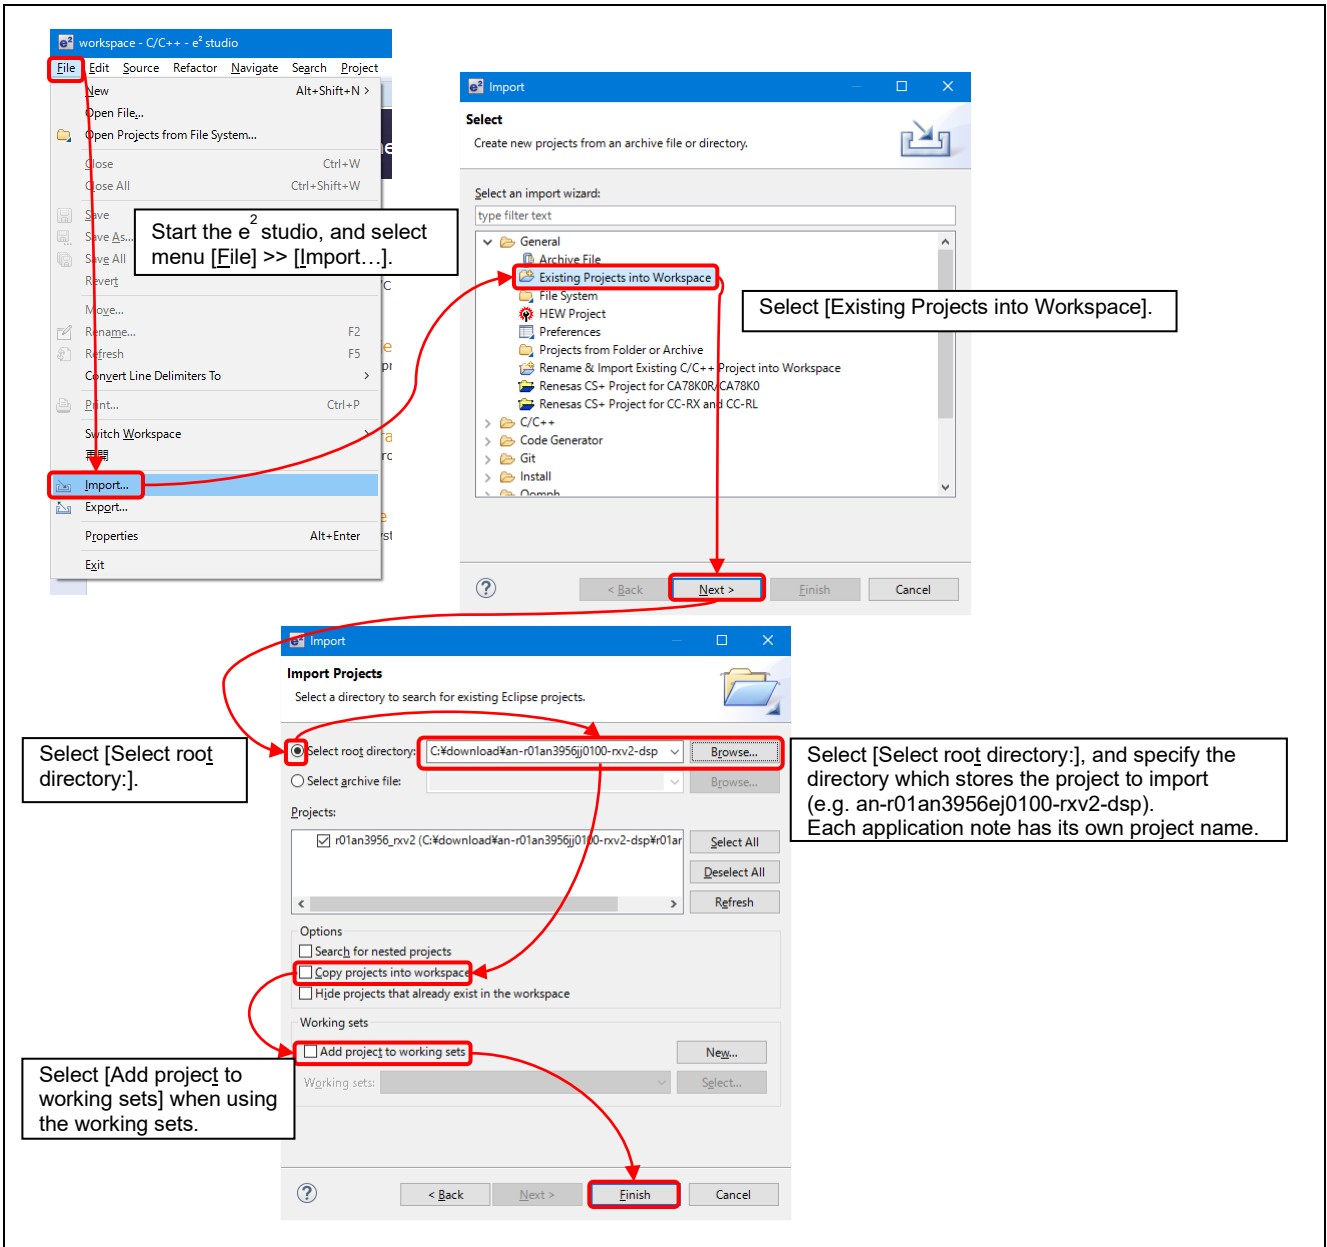 workspace - C/C++ - e² studio
File Edit Source Refactor Navigate Search Project
New Alt+Shift+N >
Open File...
Open Projects from File System...
Close Ctrl+W
Close All Ctrl+Shift+W
Save
Save As...
Save All
Revert
Move...
Rename... F2
Refresh F5
Convert Line Delimiters To >
Print... Ctrl+P
Switch Workspace >
再開
Import...
Export...
Properties Alt+Enter
Exit
Start the e² studio, and select
menu [File] >> [Import…].
Import
Select
Create new projects from an archive file or directory.
Select an import wizard:
type filter text
General
Archive File
Existing Projects into Workspace
File System
HEW Project
Preferences
Projects from Folder or Archive
Rename & Import Existing C/C++ Project into Workspace
Renesas CS+ Project for CA78K0R/CA78K0
Renesas CS+ Project for CC-RX and CC-RL
C/C++
Code Generator
Git
Install
Oomph
< Back Next > Finish Cancel
Select [Existing Projects into Workspace].
Import
Import Projects
Select a directory to search for existing Eclipse projects.
Select root directory: C:¥download¥an-r01an3956jj0100-rxv2-dsp Browse...
Select archive file: Browse...
Projects:
r01an3956_rxv2 (C:¥download¥an-r01an3956jj0100-rxv2-dsp¥r01ar
Select All
Deselect All
Refresh
Options
Search for nested projects
Copy projects into workspace
Hide projects that already exist in the workspace
Working sets
Add project to working sets New...
Working sets: Select...
< Back Next > Finish Cancel
Select [Select root
directory:].
Select [Select root directory:], and specify the
directory which stores the project to import
(e.g. an-r01an3956ej0100-rxv2-dsp).
Each application note has its own project name.
Select [Add project to
working sets] when using
the working sets.